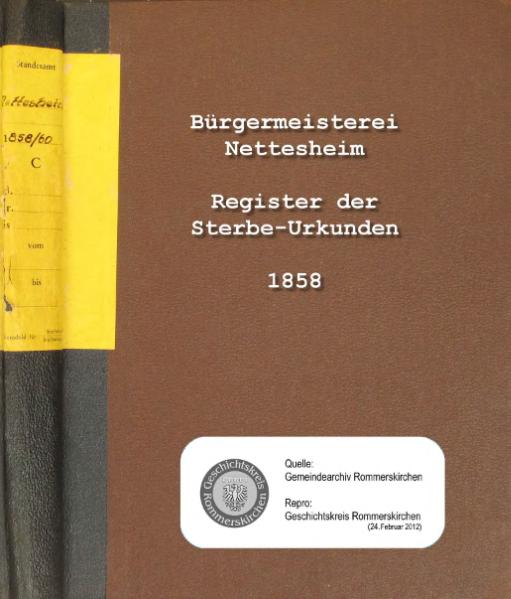 Standesamt
Nettesheim
1858/60
C
vom
bis
Bürgermeisterei
Nettesheim
Register der
Sterbe-Urkunden
1858
Geschichtskreis
Rommerskirchen
Quelle:
Gemeindearchiv Rommerskirchen
Repro:
Geschichtskreis Rommerskirchen
(24.Februar 2012)